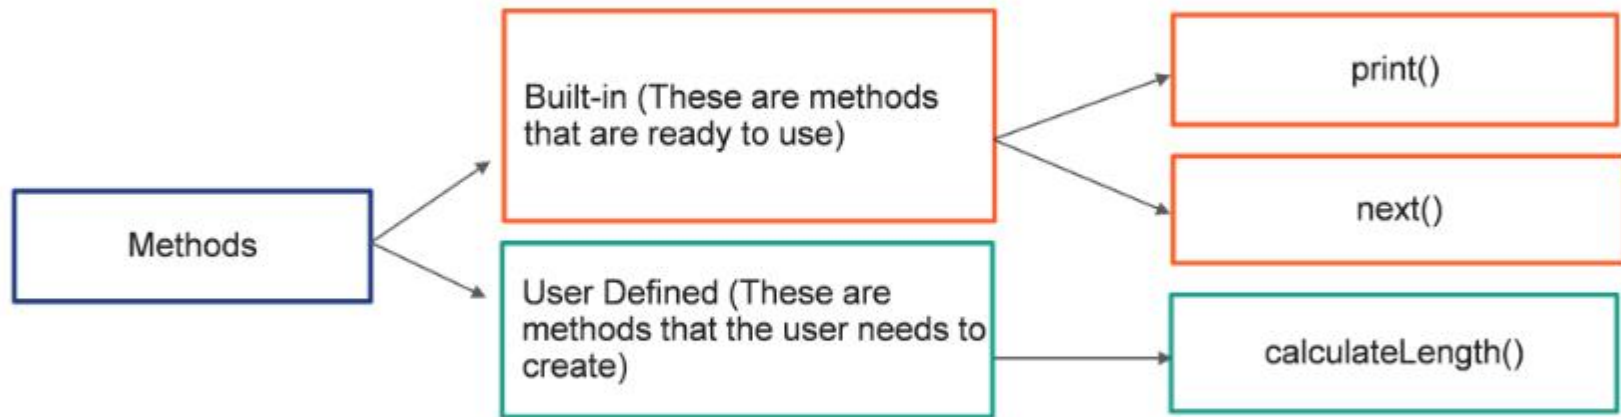 Methods
Built-in (These are methods
that are ready to use)
User Defined (These are
methods that the user needs to
create)
print()
next()
calculateLength()